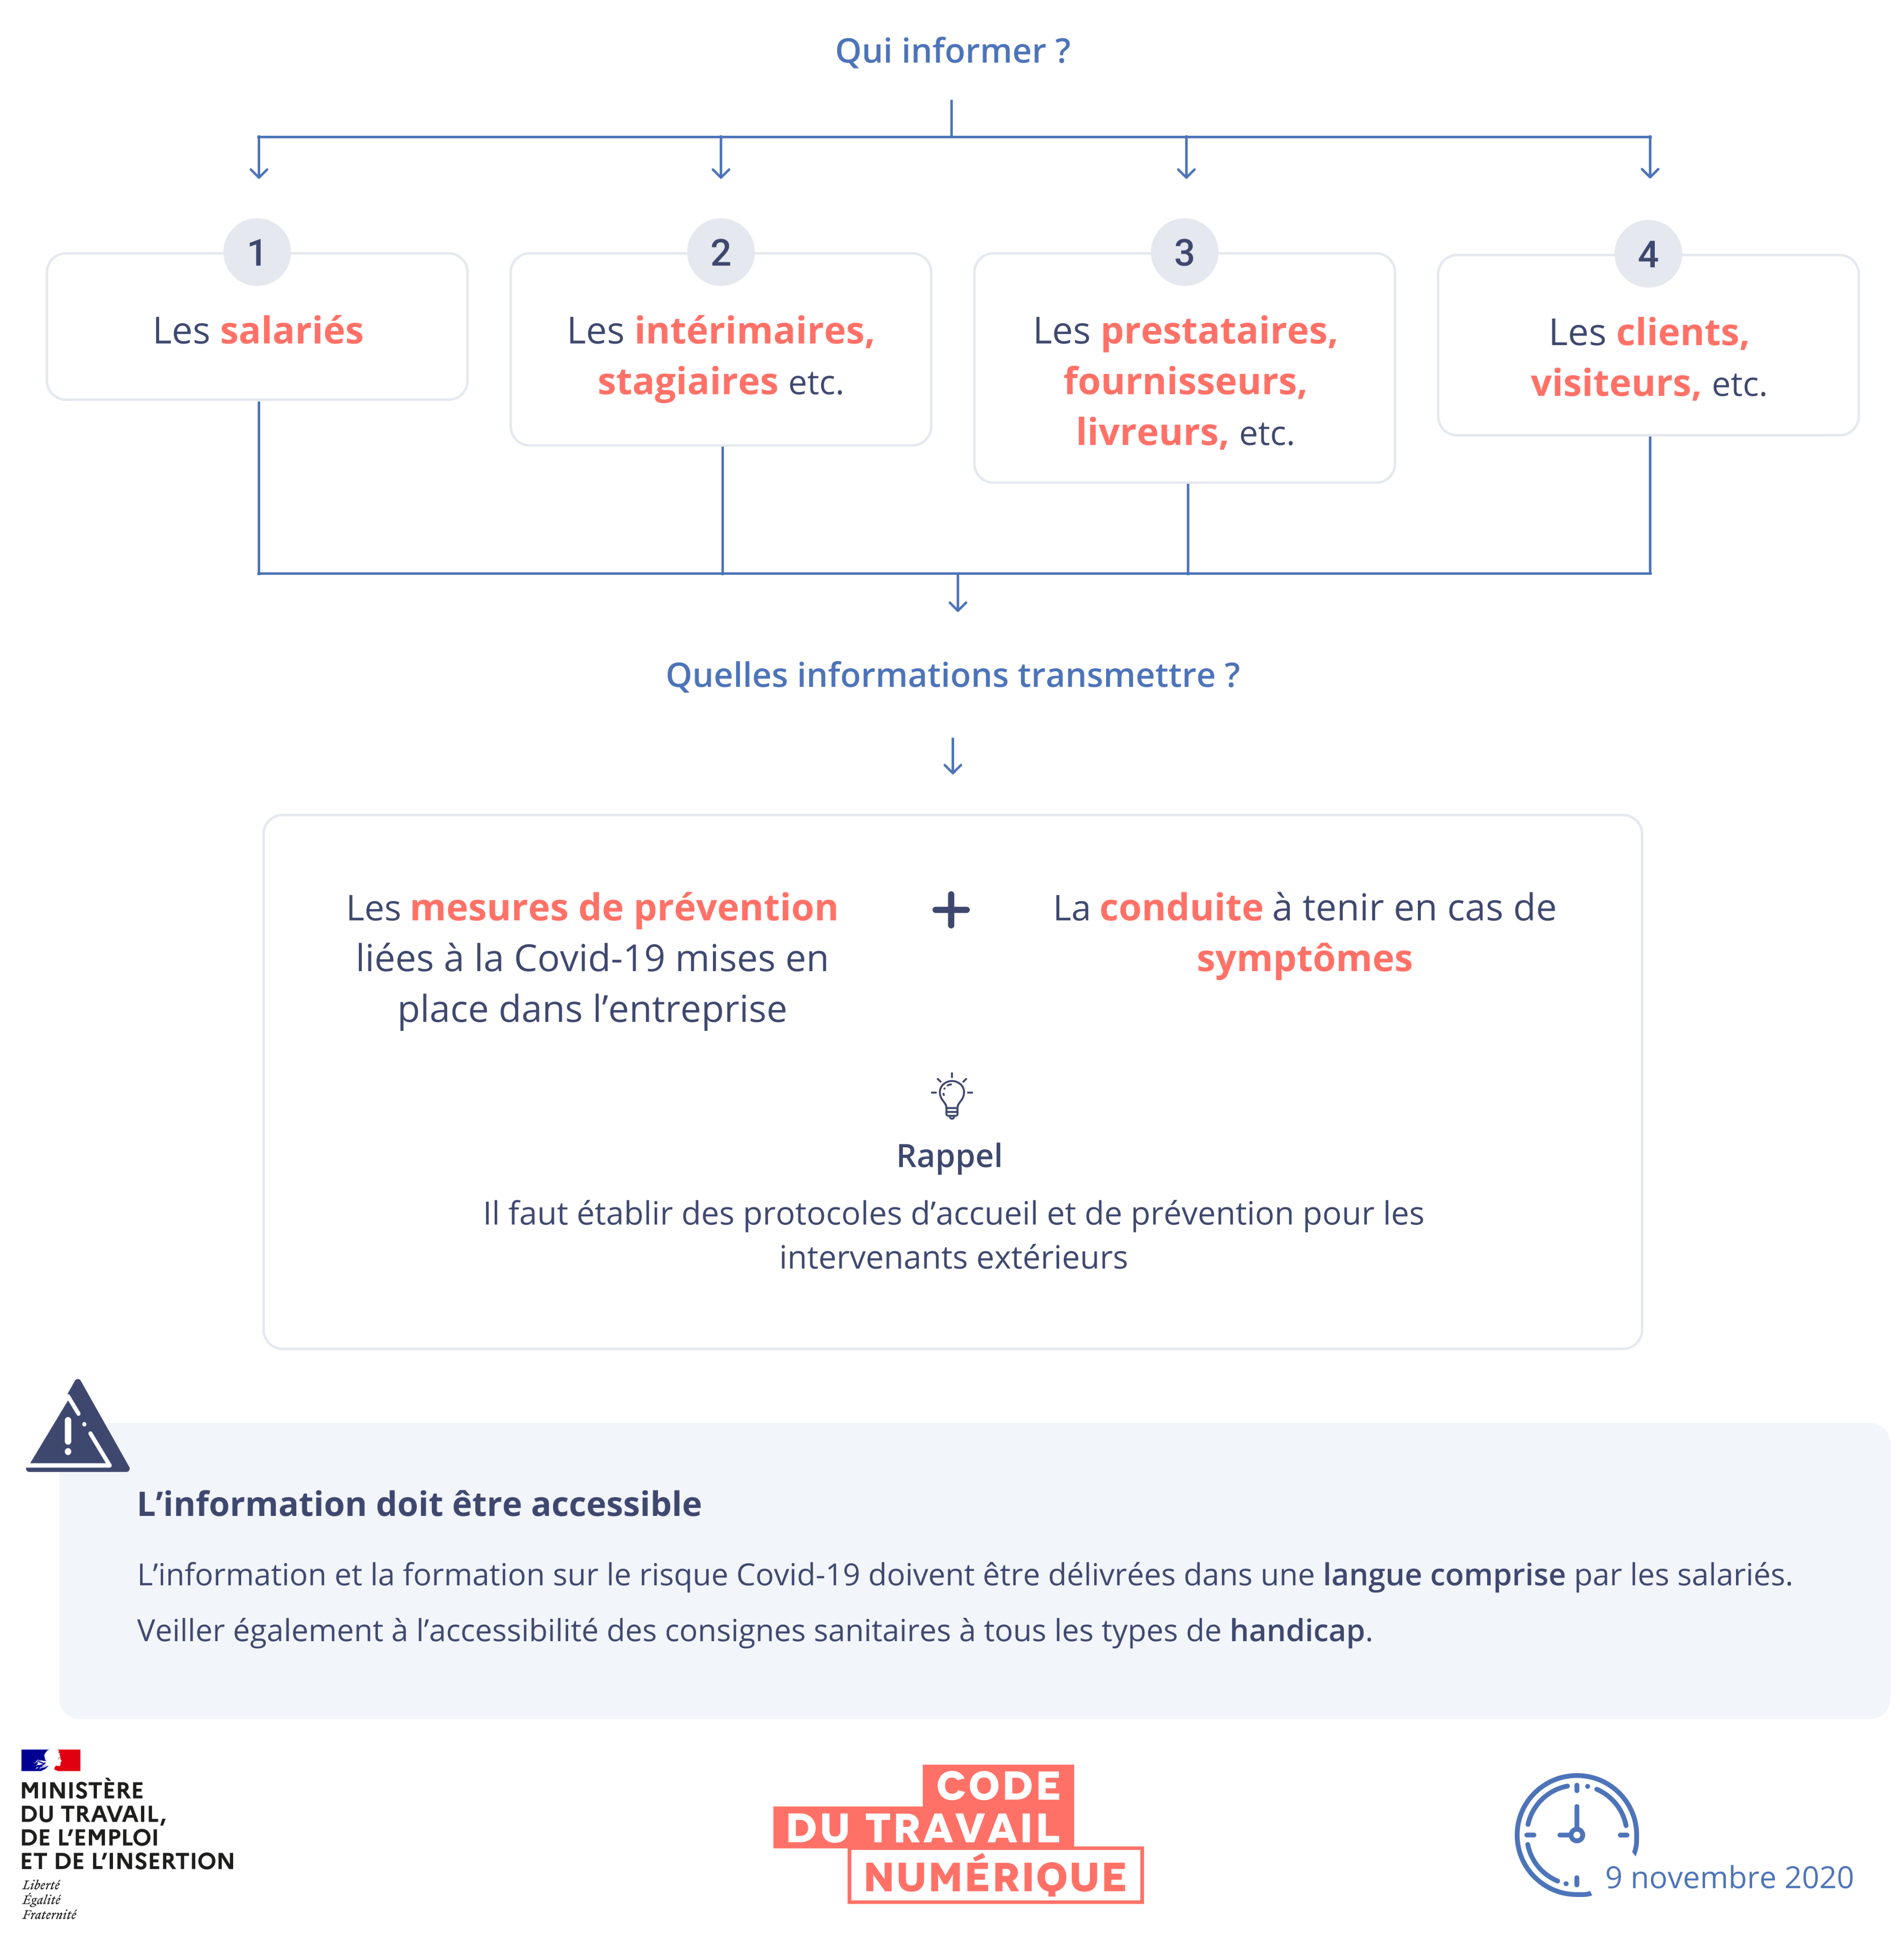 Qui informer ?
1
Les salariés
2
Les intérimaires,
stagiaires etc.
3
Les prestataires,
fournisseurs,
livreurs, etc.
4
Les clients,
visiteurs, etc.
Quelles informations transmettre ?
Les mesures de prévention
liées à la Covid-19 mises en
place dans l’entreprise
+
La conduite à tenir en cas de
symptômes
Rappel
Il faut établir des protocoles d’accueil et de prévention pour les
intervenants extérieurs
L’information doit être accessible
L’information et la formation sur le risque Covid-19 doivent être délivrées dans une langue comprise par les salariés.
Veiller également à l’accessibilité des consignes sanitaires à tous les types de handicap.
MINISTÈRE
DU TRAVAIL,
DE L’EMPLOI
ET DE L’INSERTION
Liberté
Égalité
Fraternité
CODE
DU TRAVAIL
NUMÉRIQUE
9 novembre 2020